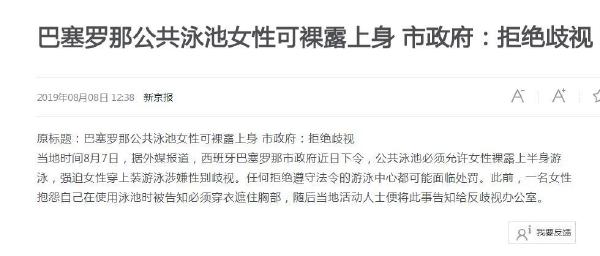 巴塞罗那公共泳池女性可裸露上身 市政府：拒绝歧视
2019年08月08日 12:38 新京报
A- A+
原标题：巴塞罗那公共泳池女性可裸露上身 市政府：拒绝歧视
当地时间8月7日，据外媒报道，西班牙巴塞罗那市政府近日下令，公共泳池必须允许女性裸露上半身游
泳，强迫女性穿上装游泳涉嫌性别歧视。任何拒绝遵守法令的游泳中心都可能面临处罚。此前，一名女性
抱怨自己在使用泳池时被告知必须穿衣遮住胸部，随后当地活动人士便将此事告知给反歧视办公室。
我要反馈